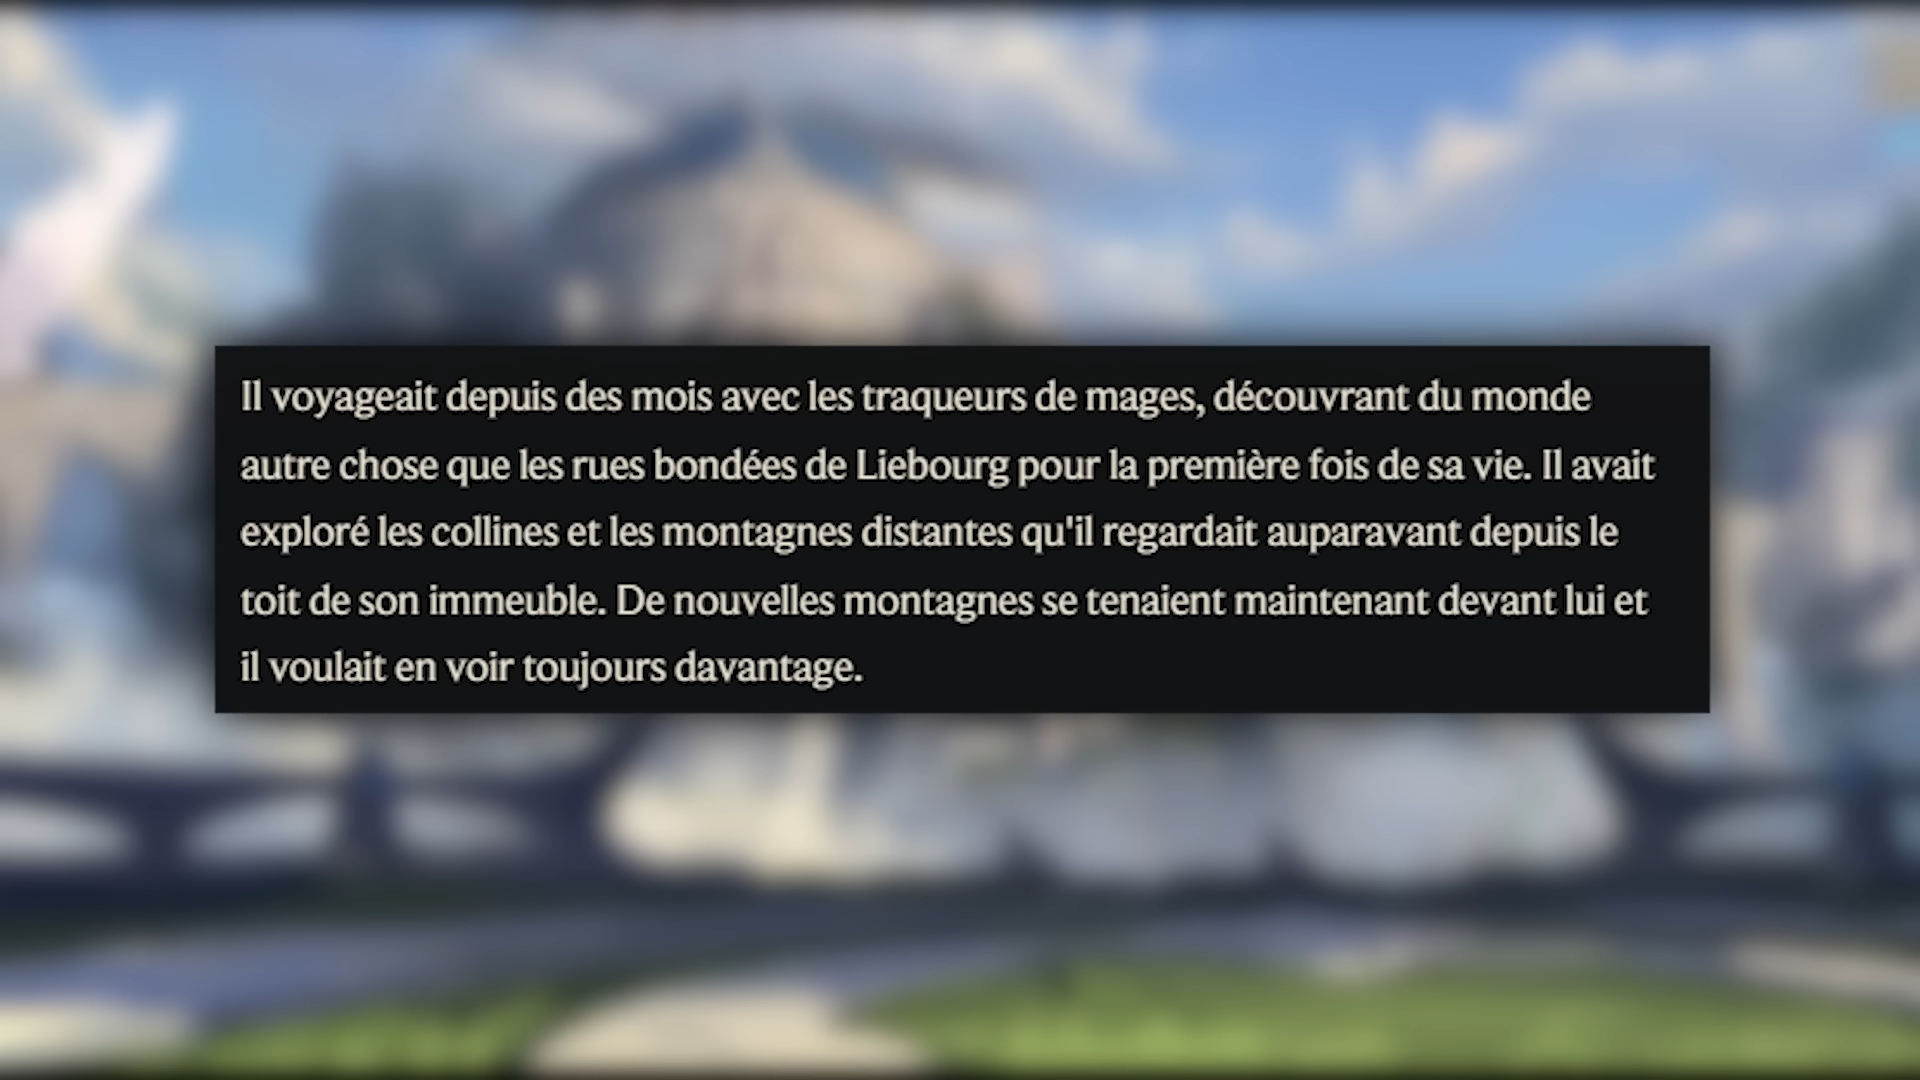 Il voyageait depuis des mois avec les traqueurs de mages, découvrant du monde
autre chose que les rues bondées de Liebourg pour la première fois de sa vie. Il avait
exploré les collines et les montagnes distantes qu'il regardait auparavant depuis le
toit de son immeuble. De nouvelles montagnes se tenaient maintenant devant lui et
il voulait en voir toujours davantage.